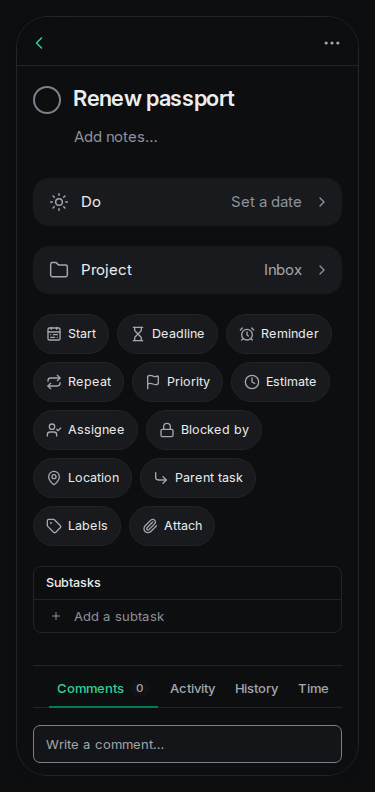 Renew passport
Add notes...
Do Set a date
Project Inbox
Start Deadline Reminder
Repeat Priority Estimate
Assignee Blocked by
Location Parent task
Labels Attach
Subtasks
+ Add a subtask
Comments 0 Activity History Time
Write a comment...